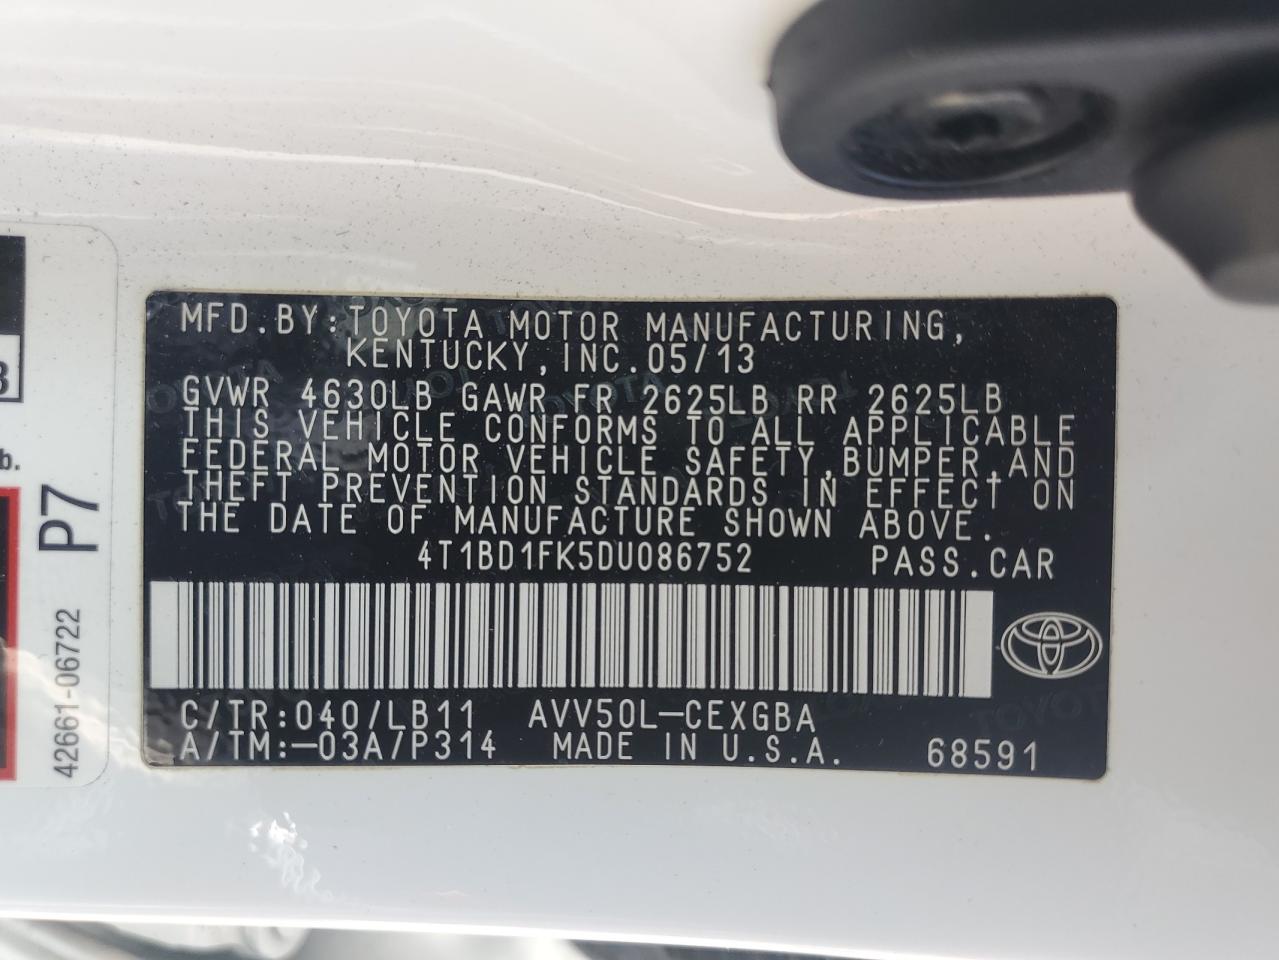 MFD.BY:TOYOTA MOTOR MANUFACTURING,
KENTUCKY,INC.05/13
GVWR 4630LB GAWR FR 2625LB RR 2625LB
THIS VEHICLE CONFORMS TO ALL APPLICABLE
FEDERAL MOTOR VEHICLE SAFETY,BUMPER,AND
THEFT PREVENTION STANDARDS IN EFFECT ON
THE DATE OF MANUFACTURE SHOWN ABOVE.
4T1BD1FK5DU086752 PASS.CAR
C/TR:040/LB11 AVV50L-CEXGBA
A/TM:-03A/P314 MADE IN U.S.A. 68591
P7
42661-06722
b.